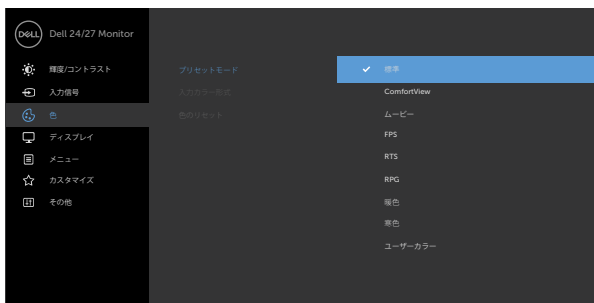 DELL
Dell 24/27 Monitor
輝度/コントラスト
入力信号
色
ディスプレイ
メニュー
カスタマイズ
その他
プリセットモード
入力カラー形式
色のリセット
標準
ComfortView
ムービー
FPS
RTS
RPG
暖色
寒色
ユーザーカラー